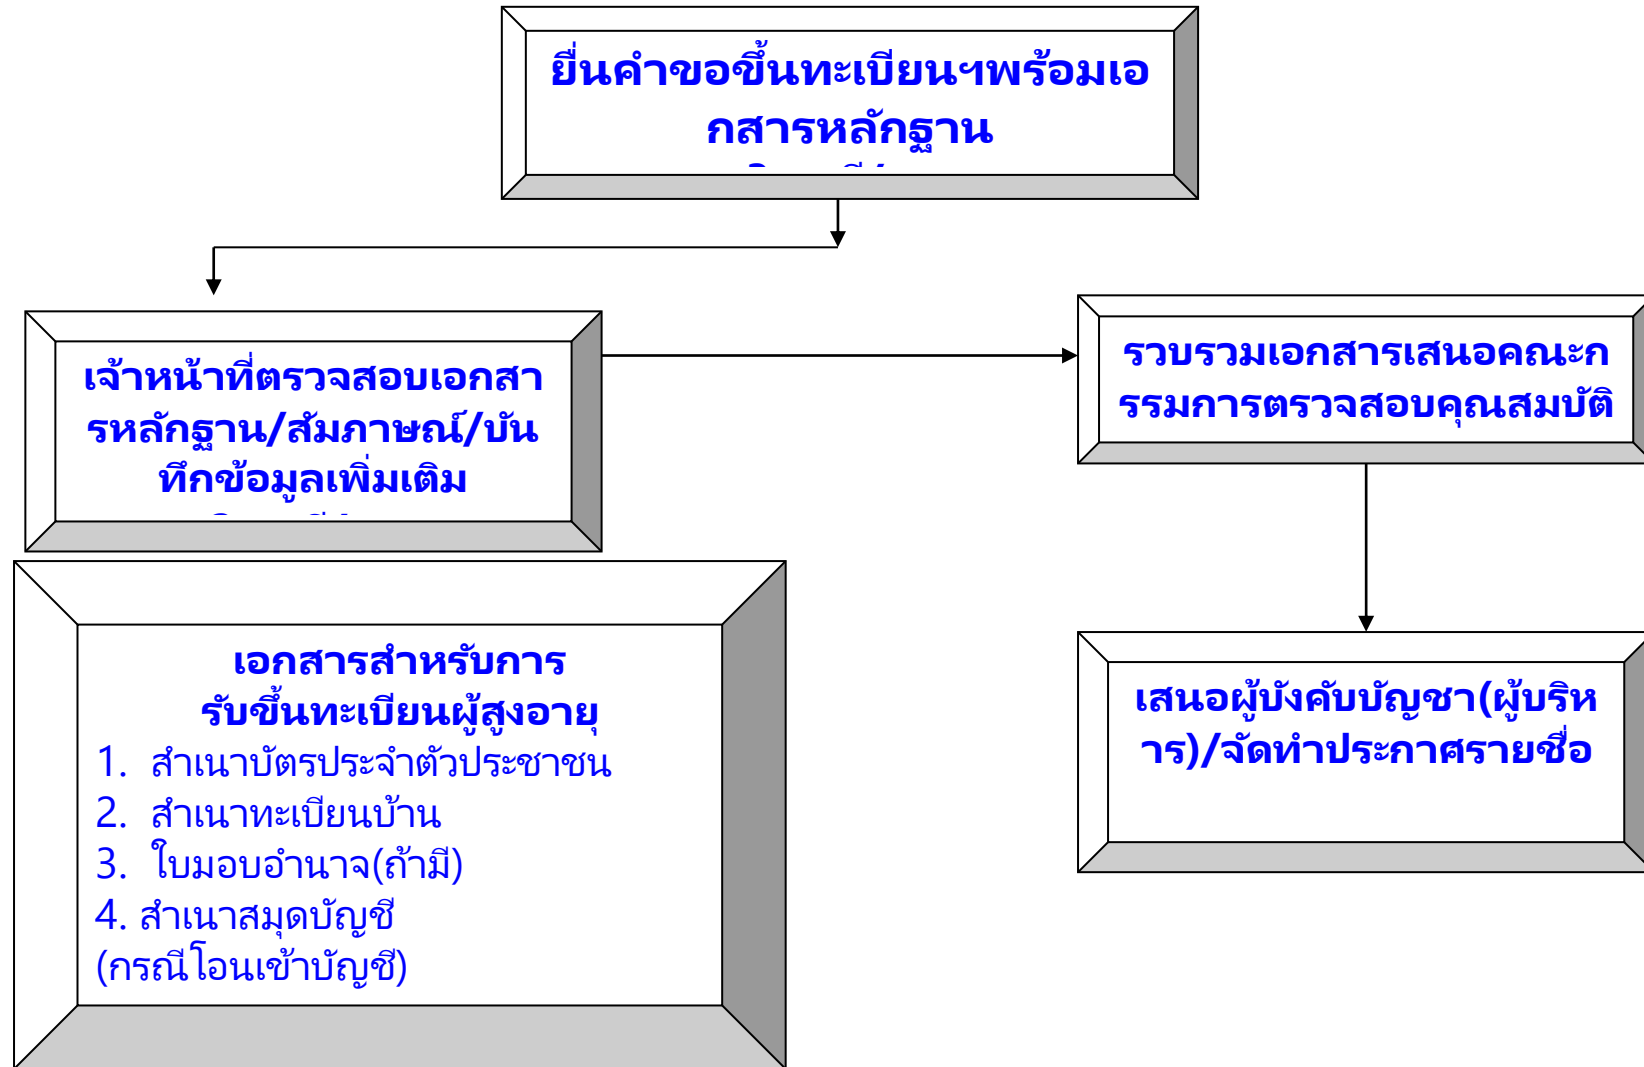 ยื่นคำขอขึ้นทะเบียนฯพร้อมเอ
กสารหลักฐาน
เจ้าหน้าที่ตรวจสอบเอกสา
รหลักฐาน/สัมภาษณ์/บัน
ทึกข้อมูลเพิ่มเติม
รวบรวมเอกสารเสนอคณะก
รรมการตรวจสอบคุณสมบัติ
เอกสารสำหรับการ
รับขึ้นทะเบียนผู้สูงอายุ
1. สำเนาบัตรประจำตัวประชาชน
2. สำเนาทะเบียนบ้าน
3. ใบมอบอำนาจ(ถ้ามี)
4. สำเนาสมุดบัญชี
(กรณีโอนเข้าบัญชี)
เสนอผู้บังคับบัญชา(ผู้บริห
าร)/จัดทำประกาศรายชื่อ